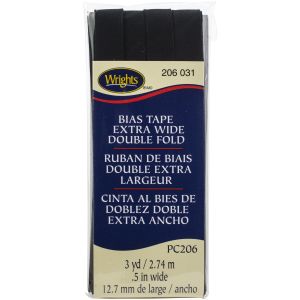 Wrights
206 031
BIAS TAPE
EXTRA WIDE
DOUBLE FOLD
RUBAN DE BIAIS
DOUBLE EXTRA
LARGEUR
CINTA AL BIES DE
DOBLEZ DOBLE
EXTRA ANCHO
PC206
3 yd / 2.74 m
.5 in wide
12.7 mm de large / ancho